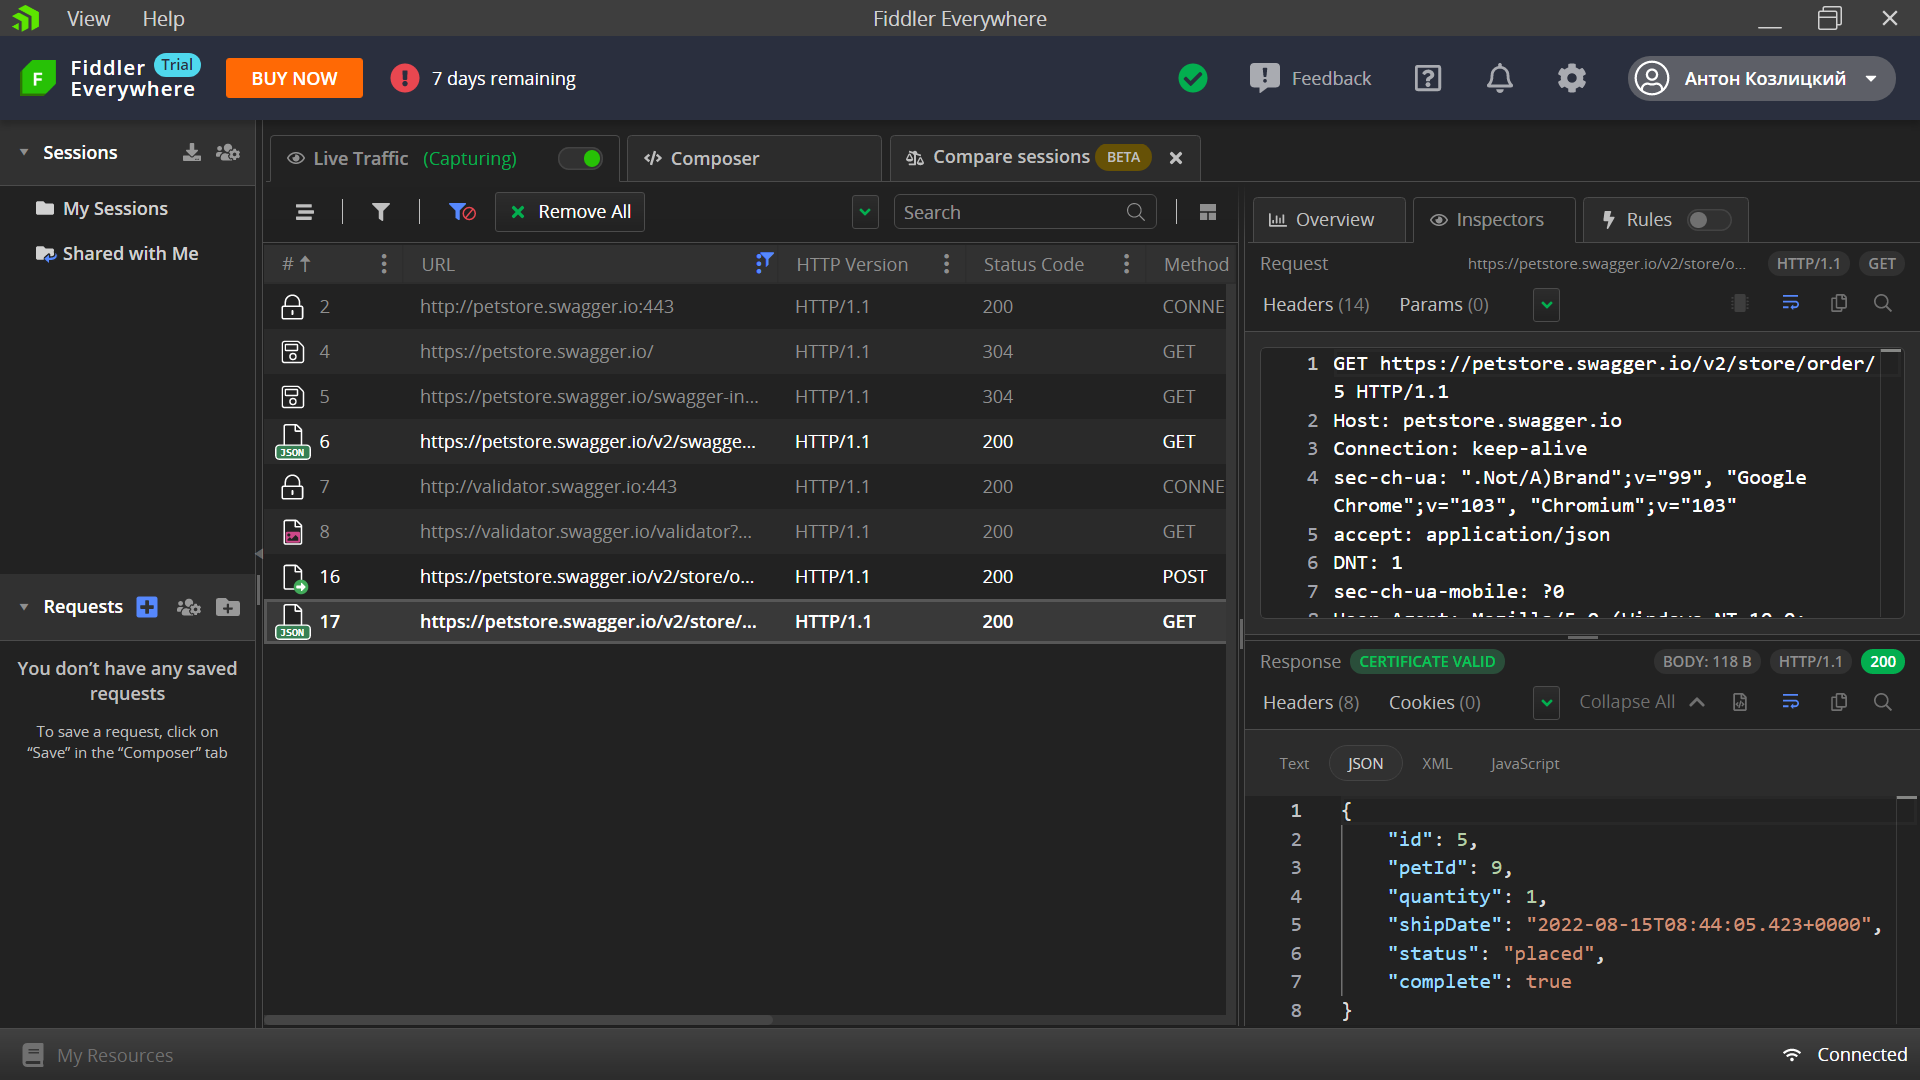 View Help
Fiddler Everywhere
F
Fiddler Trial
Everywhere
BUY NOW
! 7 days remaining
Feedback
Антон Козлицкий
Sessions
My Sessions
Shared with Me
Requests
You don’t have any saved
requests
To save a request, click on
“Save” in the “Composer” tab
Live Traffic (Capturing)
Composer
Compare sessions BETA
Remove All
Search
# URL HTTP Version Status Code Method
2 http://petstore.swagger.io:443 HTTP/1.1 200 CONNE
4 https://petstore.swagger.io/ HTTP/1.1 304 GET
5 https://petstore.swagger.io/swagger-in... HTTP/1.1 304 GET
JSON 6 https://petstore.swagger.io/v2/swagge... HTTP/1.1 200 GET
7 http://validator.swagger.io:443 HTTP/1.1 200 CONNE
8 https://validator.swagger.io/validator?... HTTP/1.1 200 GET
16 https://petstore.swagger.io/v2/store/o... HTTP/1.1 200 POST
JSON 17 https://petstore.swagger.io/v2/store/... HTTP/1.1 200 GET
Overview Inspectors Rules
Request https://petstore.swagger.io/v2/store/o... HTTP/1.1 GET
Headers (14) Params (0)
1 GET https://petstore.swagger.io/v2/store/order/
5 HTTP/1.1
2 Host: petstore.swagger.io
3 Connection: keep-alive
4 sec-ch-ua: ".Not/A)Brand";v="99", "Google
Chrome";v="103", "Chromium";v="103"
5 accept: application/json
6 DNT: 1
7 sec-ch-ua-mobile: ?0
Response CERTIFICATE VALID BODY: 118 B HTTP/1.1 200
Headers (8) Cookies (0) Collapse All
Text JSON XML JavaScript
1 {
2 "id": 5,
3 "petId": 9,
4 "quantity": 1,
5 "shipDate": "2022-08-15T08:44:05.423+0000",
6 "status": "placed",
7 "complete": true
8 }
My Resources
Connected